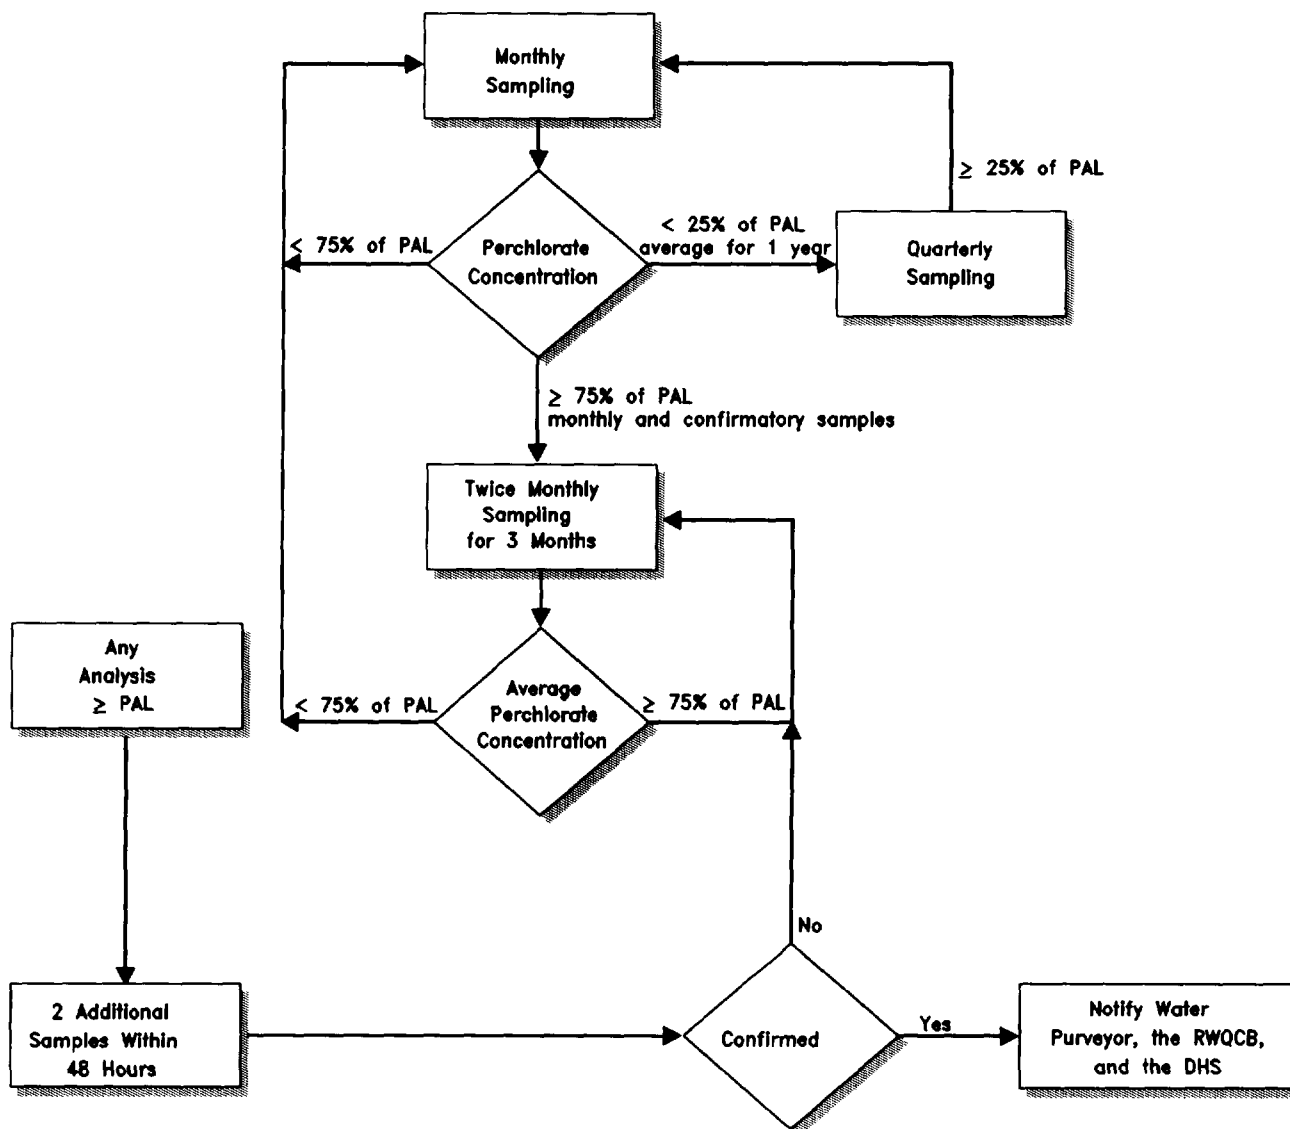 Monthly
Sampling
≥ 25% of PAL
< 75% of PAL
Perchlorate
Concentration
< 25% of PAL
average for 1 year
Quarterly
Sampling
≥ 75% of PAL
monthly and confirmatory samples
Twice Monthly
Sampling
for 3 Months
Any
Analysis
≥ PAL
< 75% of PAL
Average
Perchlorate
Concentration
≥ 75% of PAL
No
2 Additional
Samples Within
48 Hours
Confirmed
Yes
Notify Water
Purveyor, the RWQCB,
and the DHS